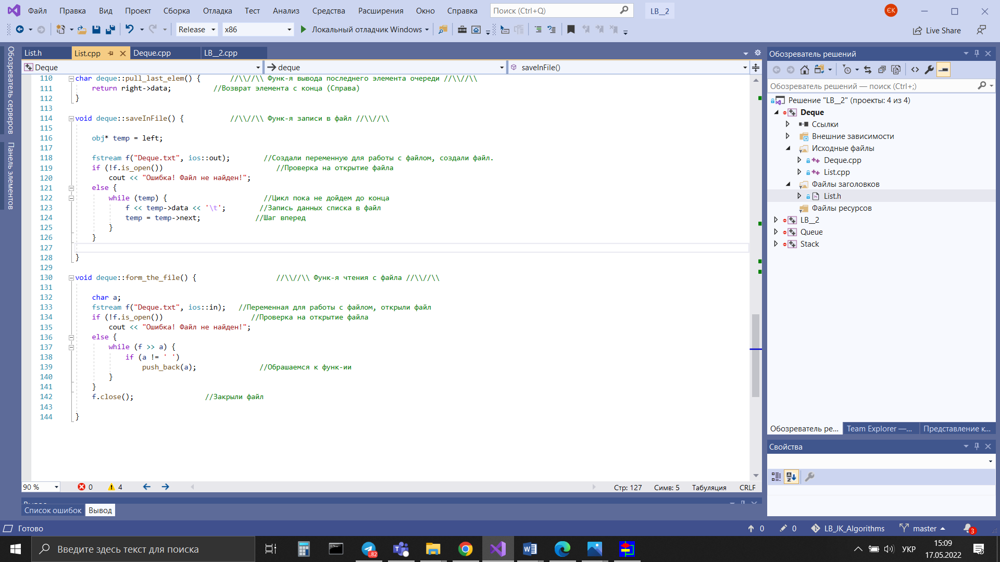 Файл Правка Вид Проект Сборка Отладка Тест Анализ Средства Расширения Окно Справка Поиск (Ctrl+Q) LB__2 ЄК
Release x86 Локальный отладчик Windows Live Share
Обозреватель серверов
Панель элементов
List.h List.cpp Deque.cpp LB__2.cpp
Deque deque saveInFile()
110 char deque::pull_last_elem() { //\\//\\ Функ-я вывода последнего элемента очереди //\\//\\
111 return right->data; //Возврат элемента с конца (Справа)
112 }
113
114 void deque::saveInFile() { //\\//\\ Функ-я записи в файл //\\//\\
115
116 obj* temp = left;
117
118 fstream f("Deque.txt", ios::out); //Создали переменную для работы с файлом, создали файл.
119 if (!f.is_open()) //Проверка на открытие файла
120 cout << "Ошибка! Файл не найден!";
121 else {
122 while (temp) { //Цикл пока не дойдем до конца
123 f << temp->data << '\t'; //Запись данных списка в файл
124 temp = temp->next; //Шаг вперед
125 }
126 }
127
128 }
129
130 void deque::form_the_file() { //\\//\\ Функ-я чтения с файла //\\//\\
131
132 char a;
133 fstream f("Deque.txt", ios::in); //Переменная для работы с файлом, открыли файл
134 if (!f.is_open()) //Проверка на открытие файла
135 cout << "Ошибка! Файл не найден!";
136 else {
137 while (f >> a) {
138 if (a != ' ')
139 push_back(a); //Обрашаемся к функ-ии
140 }
141 }
142 f.close(); //Закрыли файл
143
144 }
90 % 0 4 Стр: 127 Симв: 5 Табуляция CRLF
Вывод
Список ошибок Вывод
Обозреватель решений
Обозреватель решений — поиск (Ctrl+;)
Решение "LB__2" (проекты: 4 из 4)
Deque
Ссылки
Внешние зависимости
Исходные файлы
Deque.cpp
List.cpp
Файлы заголовков
List.h
Файлы ресурсов
LB__2
Queue
Stack
Обозреватель ре... Team Explorer —... Представление к...
Свойства
Готово 0 0 LB_JK_Algorithms master 3
Введите здесь текст для поиска ..82 УКР 15:09
17.05.2022